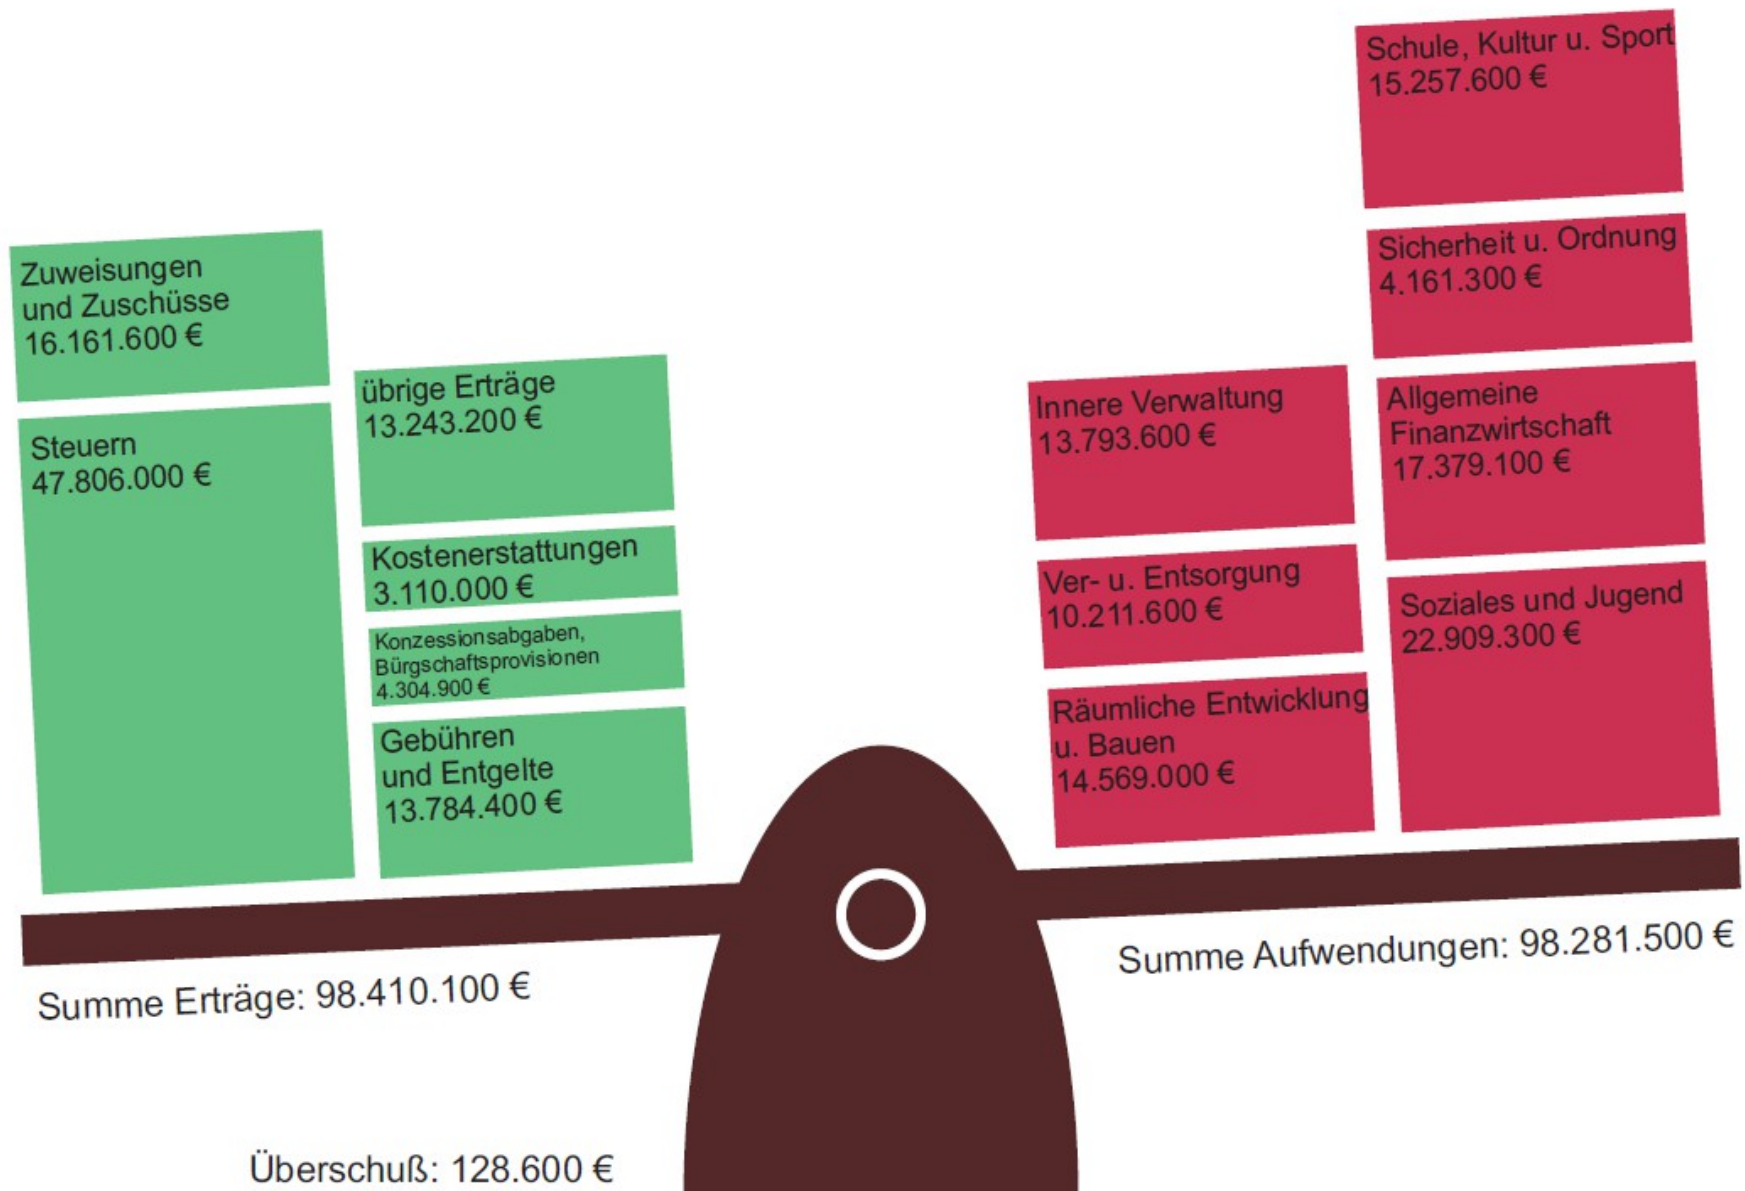 Zuweisungen
und Zuschüsse
16.161.600 €
Steuern
47.806.000 €
übrige Erträge
13.243.200 €
Kostenerstattungen
3.110.000 €
Konzessionsabgaben,
Bürgschaftsprovisionen
4.304.900 €
Gebühren
und Entgelte
13.784.400 €
Summe Erträge: 98.410.100 €
Überschuß: 128.600 €
Innere Verwaltung
13.793.600 €
Ver- u. Entsorgung
10.211.600 €
Räumliche Entwicklung
u. Bauen
14.569.000 €
Schule, Kultur u. Sport
15.257.600 €
Sicherheit u. Ordnung
4.161.300 €
Allgemeine
Finanzwirtschaft
17.379.100 €
Soziales und Jugend
22.909.300 €
Summe Aufwendungen: 98.281.500 €